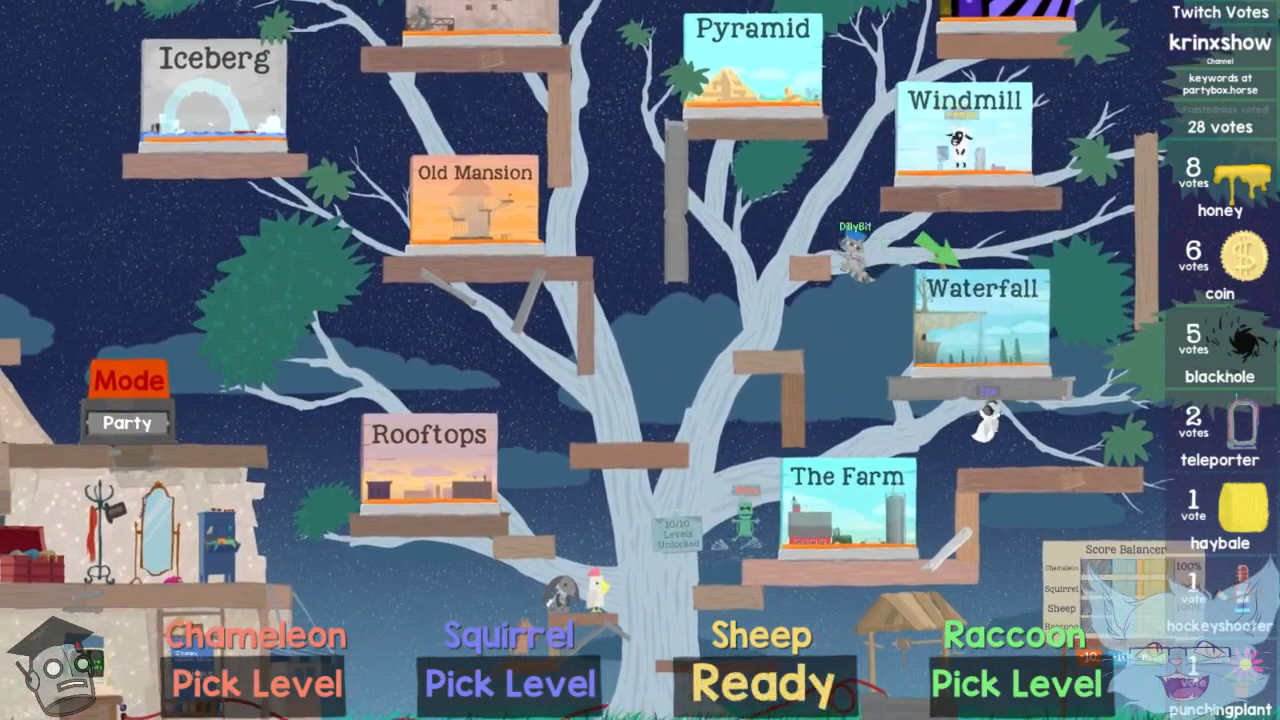 Iceberg
Pyramid
Windmill
Old Mansion
DillyBit
Waterfall
Mode
Party
Rooftops
The Farm
10/10
Levels
Unlocked
Twitch Votes
krinxshow
Channel
keywords at
partybox.horse
28 votes
8
votes
honey
6
votes
coin
5
votes
blackhole
2
votes
teleporter
1
vote
haybale
Score Balancer
Chameleon
100%
Squirrel
Sheep
Raccoon
1
vote
hockeyshooter
1
vote
punchingplant
Chameleon
Pick Level
Squirrel
Pick Level
Sheep
Ready
Raccoon
Pick Level